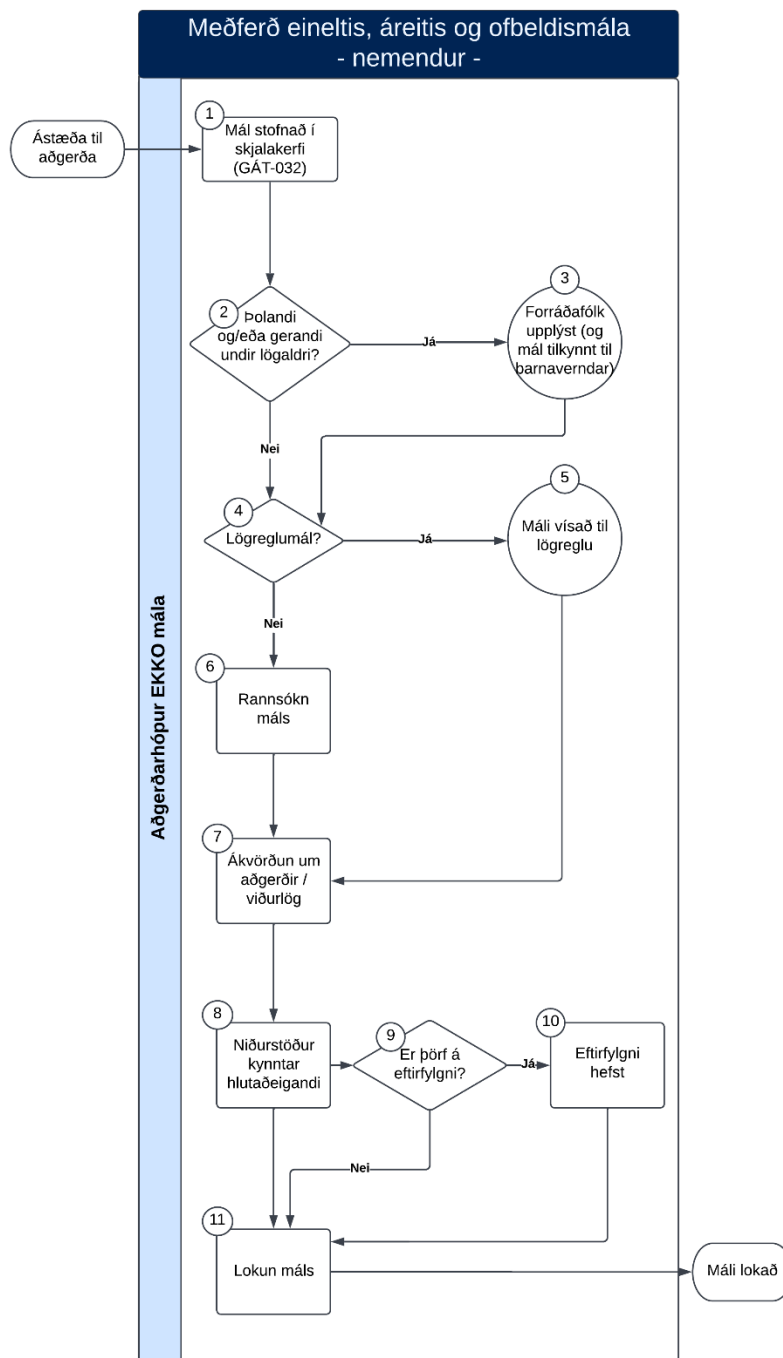 Meðferð eineltis, áreitis og ofbeldismála
- nemendur -
Aðgerðarhópur EKKO mála
Ástæða til
aðgerða
1
Mál stofnað í
skjalakerfi
(GÁT-032)
2
Þolandi
og/eða gerandi
undir lögaldri?
Já
3
Forráðafólk
upplýst (og
mál tilkynnt til
barnaverndar)
Nei
4
Lögreglumál?
Já
5
Máli vísað til
lögreglu
Nei
6
Rannsókn
máls
7
Ákvörðun um
aðgerðir /
viðurlög
8
Niðurstöður
kynntar
hlutaðeigandi
9
Er þörf á
eftirfylgni?
Já
10
Eftirfylgni
hefst
Nei
11
Lokun máls
Máli lokað